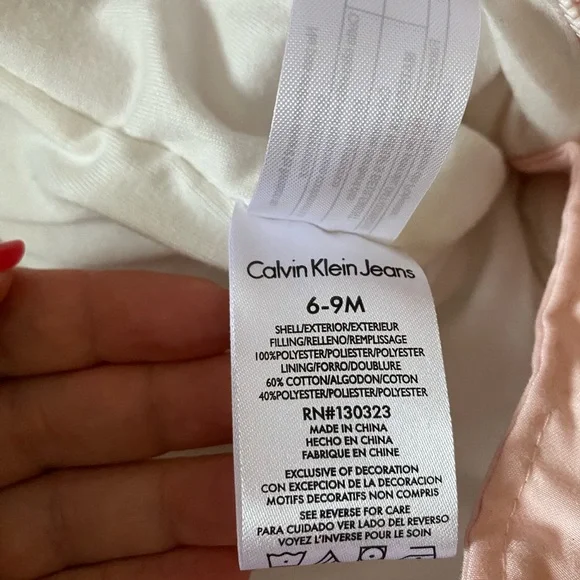 Calvin Klein Jeans
6-9M
SHELL/EXTERIOR/EXTERIEUR
FILLING/RELLENO/REMPLISSAGE
100%POLYESTER/POLIESTER/POLYESTER
LINING/FORRO/DOUBLURE
60% COTTON/ALGODON/COTON
40%POLYESTER/POLIESTER/POLYESTER
RN#130323
MADE IN CHINA
HECHO EN CHINA
FABRIQUE EN CHINE
EXCLUSIVE OF DECORATION
CON EXCEPCION DE LA DECORACION
MOTIFS DECORATIFS NON COMPRIS
SEE REVERSE FOR CARE
PARA CUIDADO VER LADO DEL REVERSO
VOYEZ L'INVERSE POUR L'ENTRETIEN